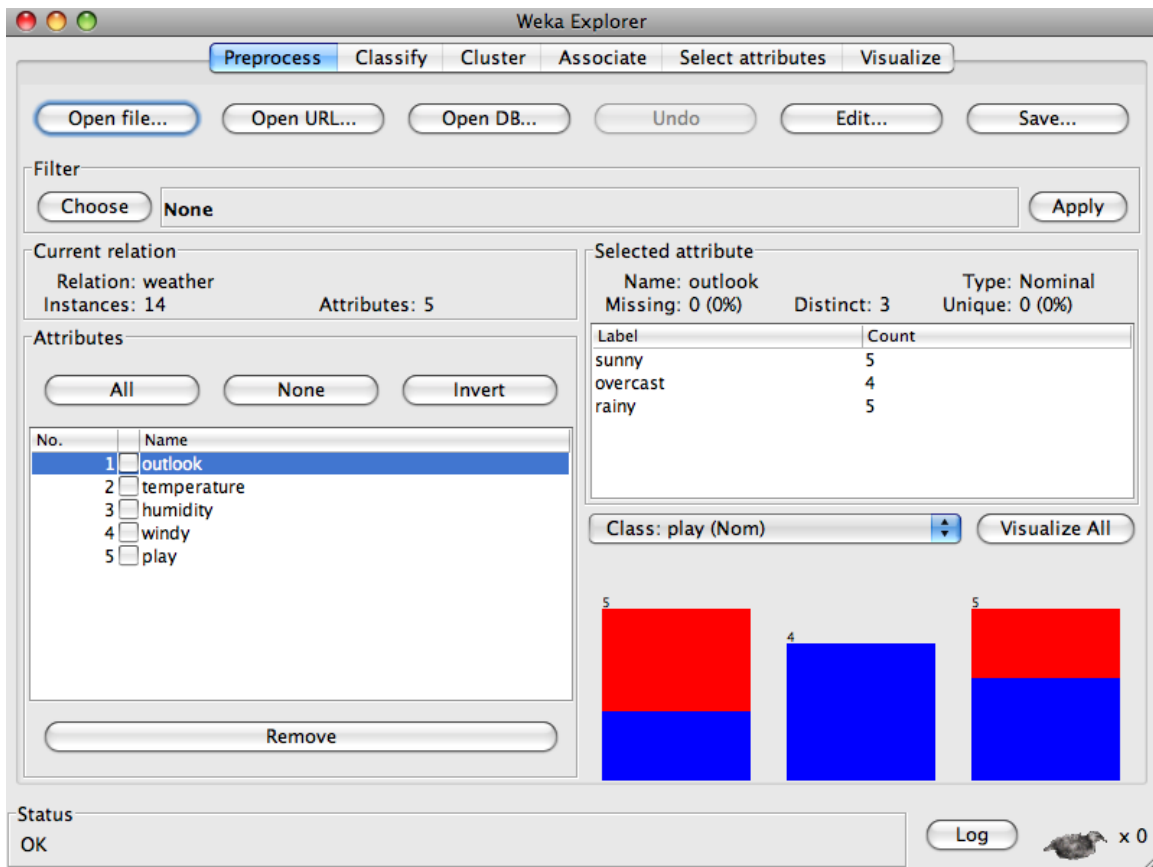 Weka Explorer
Preprocess Classify Cluster Associate Select attributes Visualize
Open file... Open URL... Open DB... Undo Edit... Save...
Filter
Choose None Apply
Current relation
Relation: weather
Instances: 14 Attributes: 5
Attributes
All None Invert
No. Name
1 outlook
2 temperature
3 humidity
4 windy
5 play
Remove
Selected attribute
Name: outlook Type: Nominal
Missing: 0 (0%) Distinct: 3 Unique: 0 (0%)
Label Count
sunny 5
overcast 4
rainy 5
Class: play (Nom) Visualize All
5 4 5
Status
OK
Log x 0